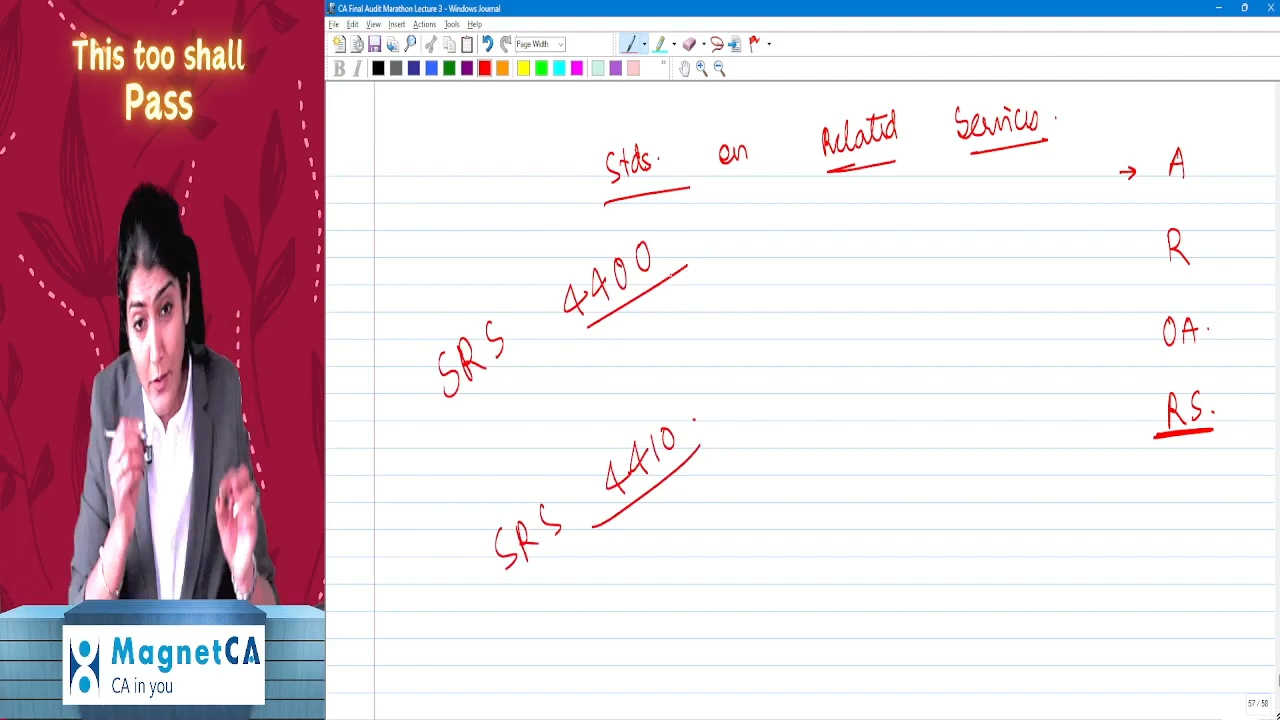 This too shall
Pass
MagnetCA
CA in you
CA Final Audit Marathon Lecture 3 - Windows Journal
File Edit View Insert Actions Tools Help
Page Width
B I
Stds. on Related Services.
→ A
R
OA.
RS.
SRS 4400
SRS 4410.
57 / 58